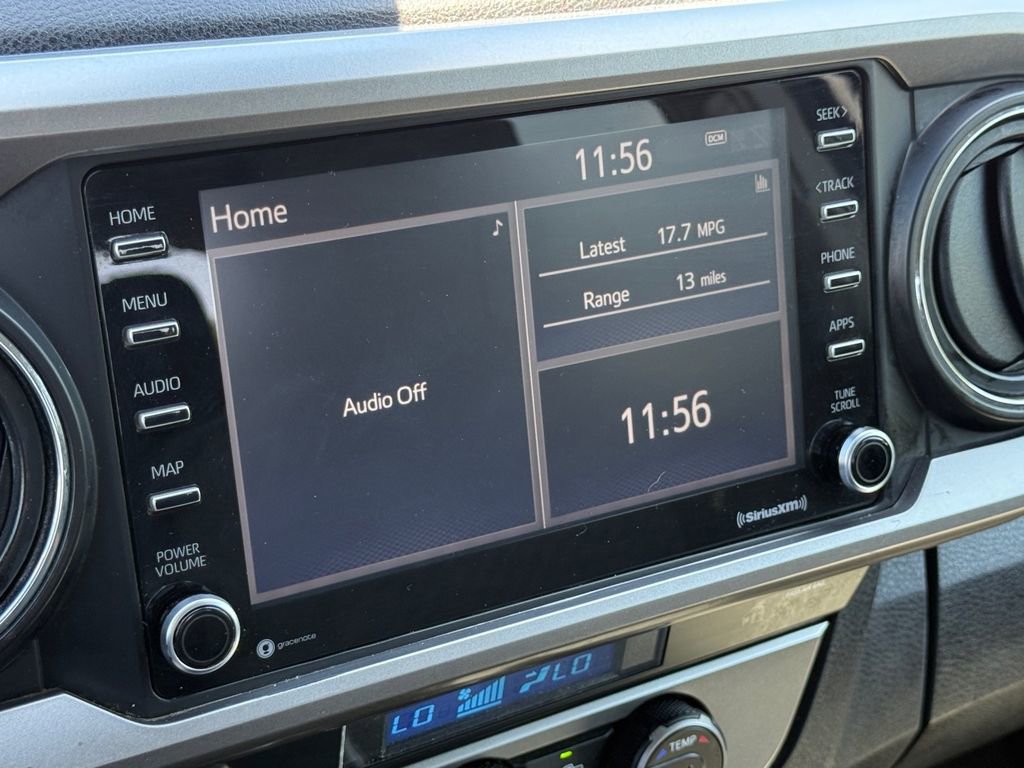 HOME
MENU
AUDIO
MAP
POWER
VOLUME
Home
11:56
DCM
Audio Off
Latest 17.7 MPG
Range 13 miles
11:56
SEEK>
<TRACK
PHONE
APPS
TUNE
SCROLL
((SiriusXM))
gracenote
LO LO
TEMP